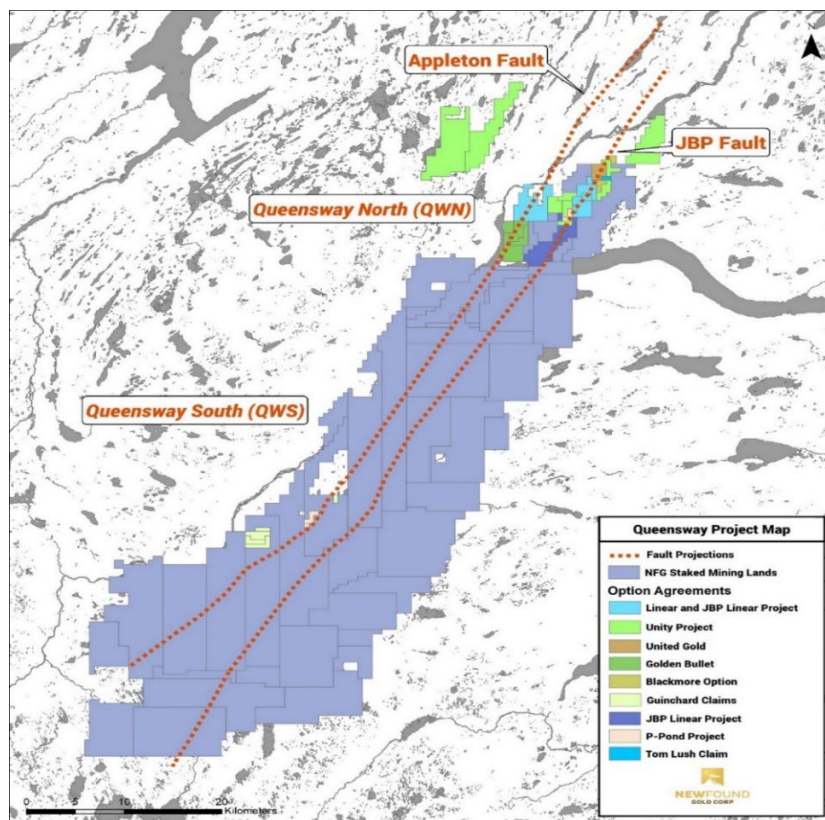 N
Appleton Fault
JBP Fault
Queensway North (QWN)
Queensway South (QWS)
Queensway Project Map
Fault Projections
NFG Staked Mining Lands
Option Agreements
Linear and JBP Linear Project
Unity Project
United Gold
Golden Bullet
Blackmore Option
Guinchard Claims
JBP Linear Project
P-Pond Project
Tom Lush Claim
NEWFOUND
GOLD CORP
0 5 10 20
Kilometers